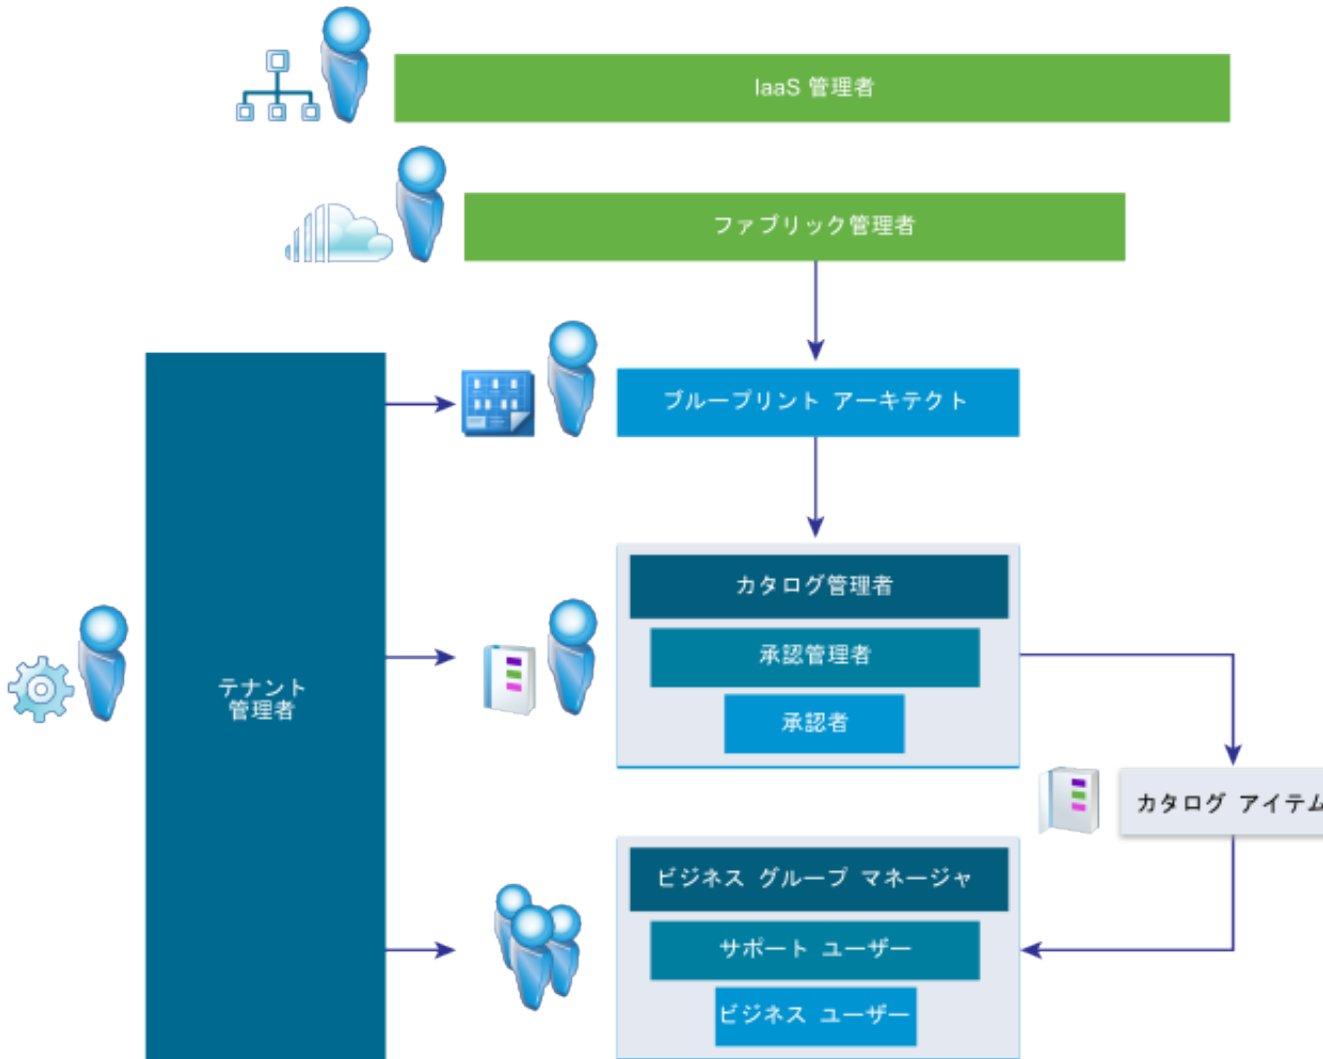 IaaS 管理者
ファブリック管理者
ブループリント アーキテクト
カタログ管理者
承認管理者
承認者
テナント
管理者
カタログ アイテム
ビジネス グループ マネージャ
サポート ユーザー
ビジネス ユーザー